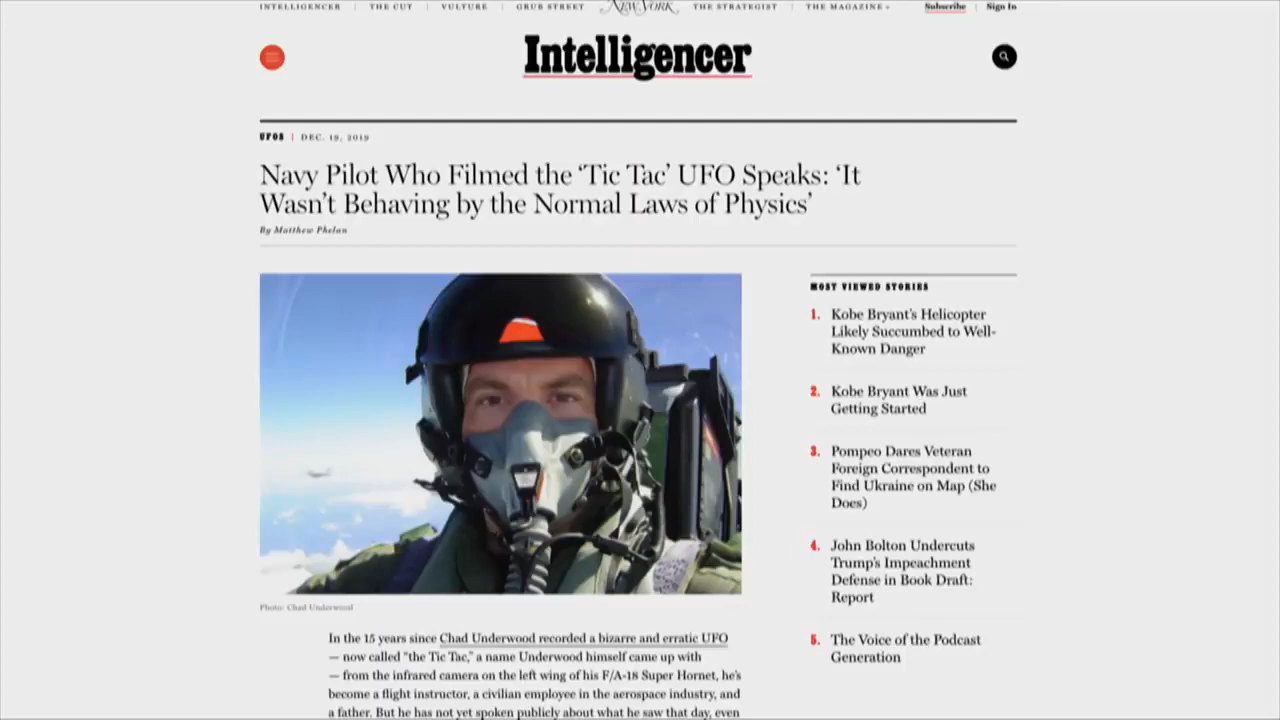 INTELLIGENCER | THE CUT | VULTURE | GRUB STREET NEW YORK THE STRATEGIST | THE MAGAZINE Subscribe | Sign In
Intelligencer
UFOS | DEC. 19, 2019
Navy Pilot Who Filmed the ‘Tic Tac’ UFO Speaks: ‘It
Wasn’t Behaving by the Normal Laws of Physics’
By Matthew Phelan
MOST VIEWED STORIES
1. Kobe Bryant’s Helicopter
Likely Succumbed to Well-
Known Danger
2. Kobe Bryant Was Just
Getting Started
3. Pompeo Dares Veteran
Foreign Correspondent to
Find Ukraine on Map (She
Does)
4. John Bolton Undercuts
Trump’s Impeachment
Defense in Book Draft:
Report
5. The Voice of the Podcast
Generation
Photo: Chad Underwood
In the 15 years since Chad Underwood recorded a bizarre and erratic UFO
— now called “the Tic Tac,” a name Underwood himself came up with
— from the infrared camera on the left wing of his F/A-18 Super Hornet, he’s
become a flight instructor, a civilian employee in the aerospace industry, and
a father. But he has not yet spoken publicly about what he saw that day, even